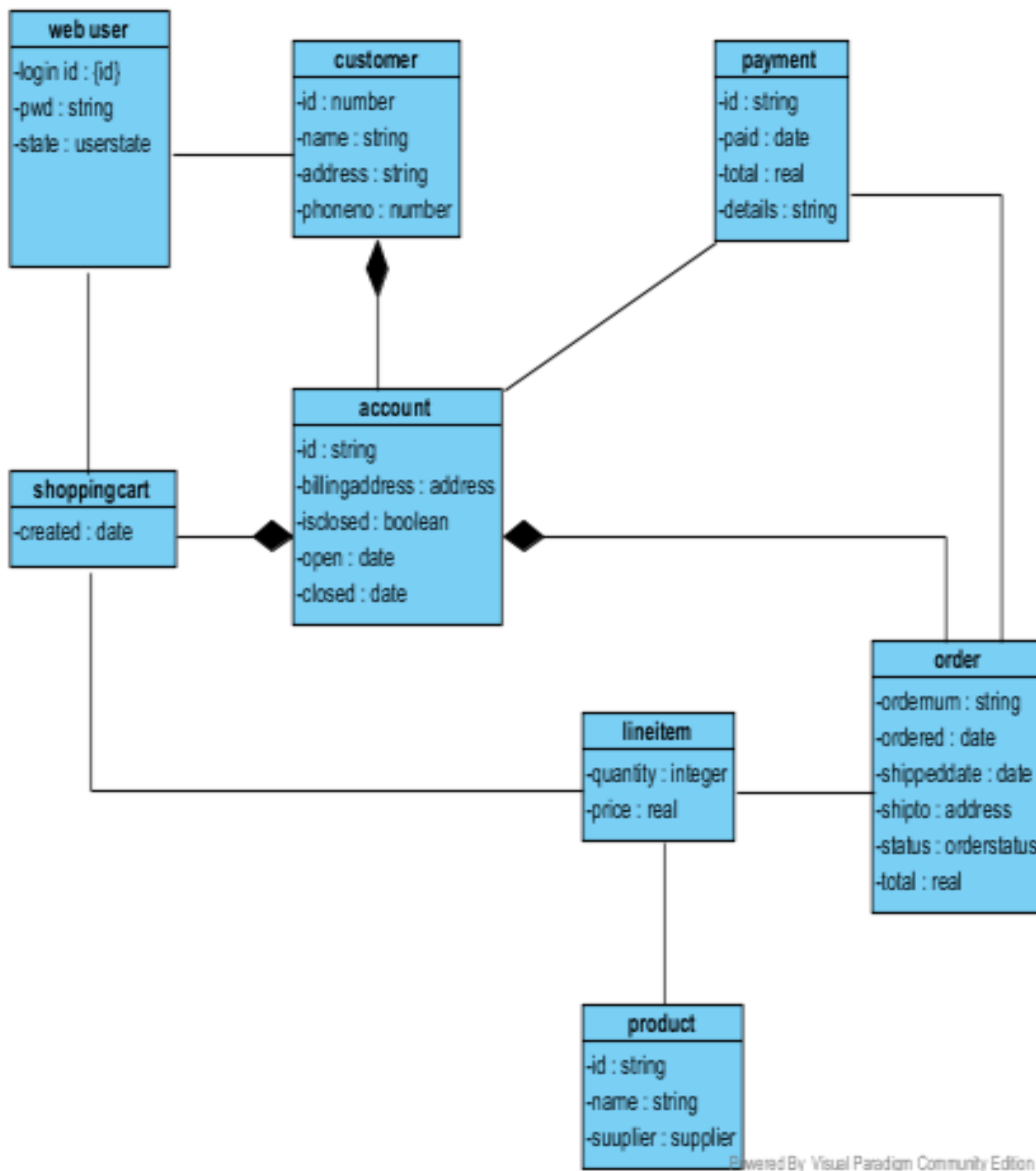 web user
-login id : {id}
-pwd : string
-state : userstate
customer
-id : number
-name : string
-address : string
-phoneno : number
payment
-id : string
-paid : date
-total : real
-details : string
account
-id : string
-billingaddress : address
-isclosed : boolean
-open : date
-closed : date
shoppingcart
-created : date
order
-ordernum : string
-ordered : date
-shippeddate : date
-shipto : address
-status : orderstatus
-total : real
lineitem
-quantity : integer
-price : real
product
-id : string
-name : string
-suuplier : supplier
Powered By Visual Paradigm Community Edition